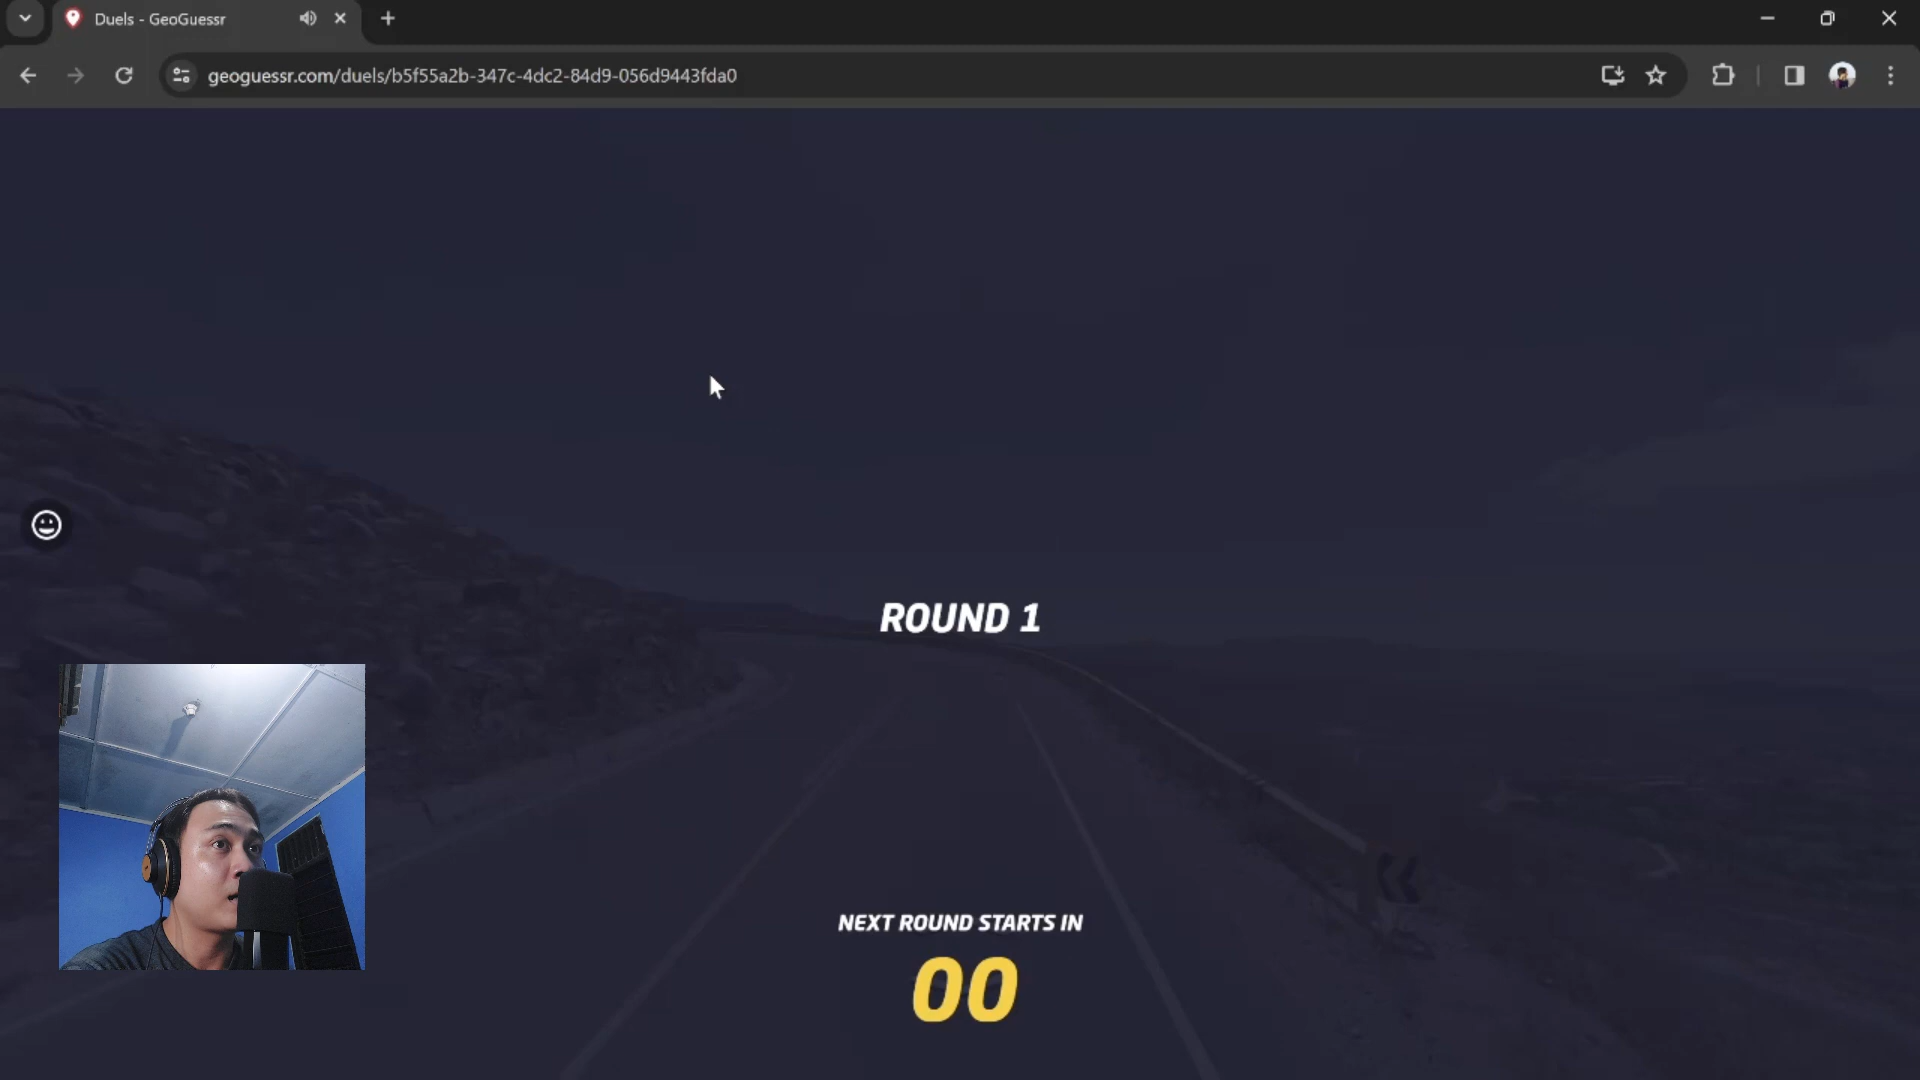 Duels - GeoGuessr
geoguessr.com/duels/b5f55a2b-347c-4dc2-84d9-056d9443fda0
ROUND 1
NEXT ROUND STARTS IN
00